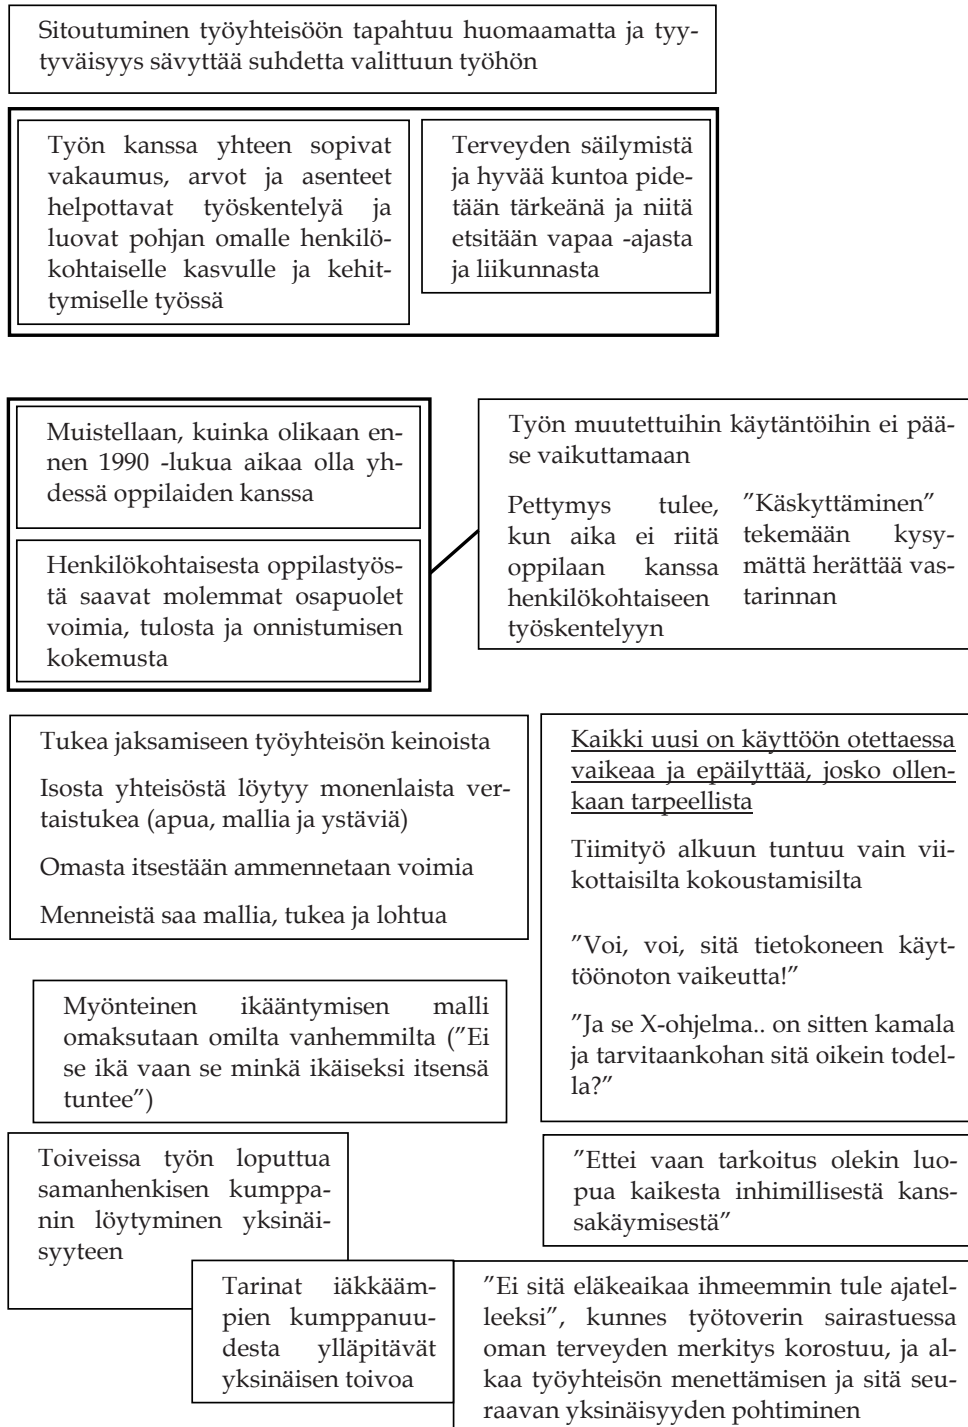 Sitoutuminen työyhteisöön tapahtuu huomaamatta ja tyy-
tyväisyys sävyttää suhdetta valittuun työhön
Työn kanssa yhteen sopivat
vakaumus, arvot ja asenteet
helpottavat työskentelyä ja
luovat pohjan omalle henkilö-
kohtaiselle kasvulle ja kehit-
tymiselle työssä
Terveyden säilymistä
ja hyvää kuntoa pide-
tään tärkeänä ja niitä
etsitään vapaa -ajasta
ja liikunnasta
Muistellaan, kuinka olikaan en-
nen 1990 -lukua aikaa olla yh-
dessä oppilaiden kanssa
Henkilökohtaisesta oppilastyös-
tä saavat molemmat osapuolet
voimia, tulosta ja onnistumisen
kokemusta
Työn muutettuihin käytäntöihin ei pää-
se vaikuttamaan
Pettymys tulee,
kun aika ei riitä
oppilaan kanssa
henkilökohtaiseen
työskentelyyn
”Käskyttäminen”
tekemään kysy-
mättä herättää vas-
tarinnan
Tukea jaksamiseen työyhteisön keinoista
Isosta yhteisöstä löytyy monenlaista ver-
taistukea (apua, mallia ja ystäviä)
Omasta itsestään ammennetaan voimia
Menneistä saa mallia, tukea ja lohtua
Kaikki uusi on käyttöön otettaessa
vaikeaa ja epäilyttää, josko ollen-
kaan tarpeellista
Tiimityö alkuun tuntuu vain vii-
kottaisilta kokoustamisilta
”Voi, voi, sitä tietokoneen käyt-
töönoton vaikeutta!”
”Ja se X-ohjelma.. on sitten kamala
ja tarvitaankohan sitä oikein todel-
la?”
Myönteinen ikääntymisen malli
omaksutaan omilta vanhemmilta (”Ei
se ikä vaan se minkä ikäiseksi itsensä
tuntee”)
Toiveissa työn loputtua
samanhenkisen kumppa-
nin löytyminen yksinäi-
syyteen
”Ettei vaan tarkoitus olekin luo-
pua kaikesta inhimillisestä kans-
sakäymisestä”
Tarinat iäkkääm-
pien kumppanuu-
desta ylläpitävät
yksinäisen toivoa
”Ei sitä eläkeaikaa ihmeemmin tule ajatel-
leeksi”, kunnes työtoverin sairastuessa
oman terveyden merkitys korostuu, ja al-
kaa työyhteisön menettämisen ja sitä seu-
raavan yksinäisyyden pohtiminen